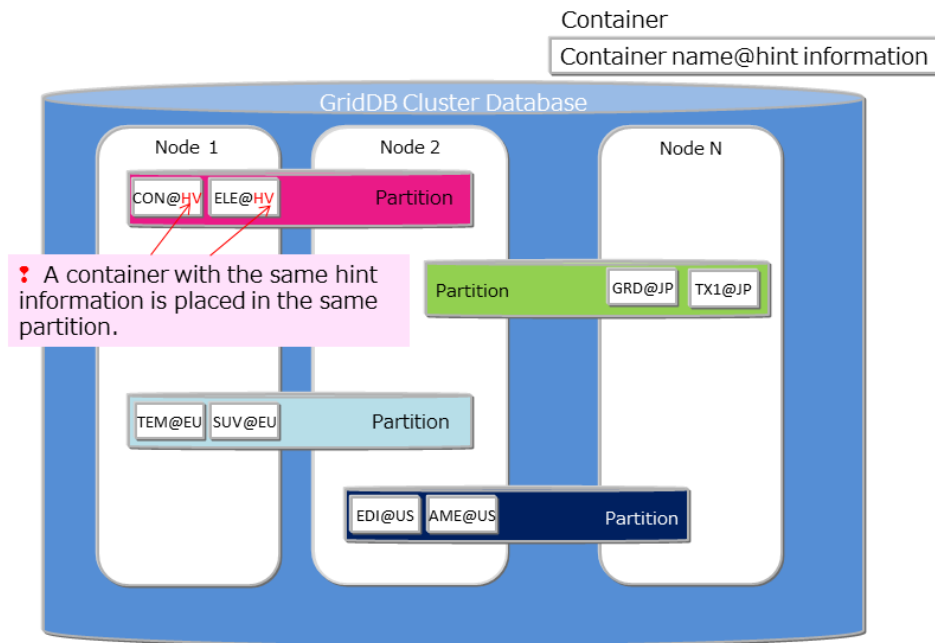 Container
Container name@hint information
GridDB Cluster Database
Node 1
Node 2
Node N
CON@HV
ELE@HV
Partition
❢ A container with the same hint
information is placed in the same
partition.
Partition
GRD@JP
TX1@JP
TEM@EU
SUV@EU
Partition
EDI@US
AME@US
Partition